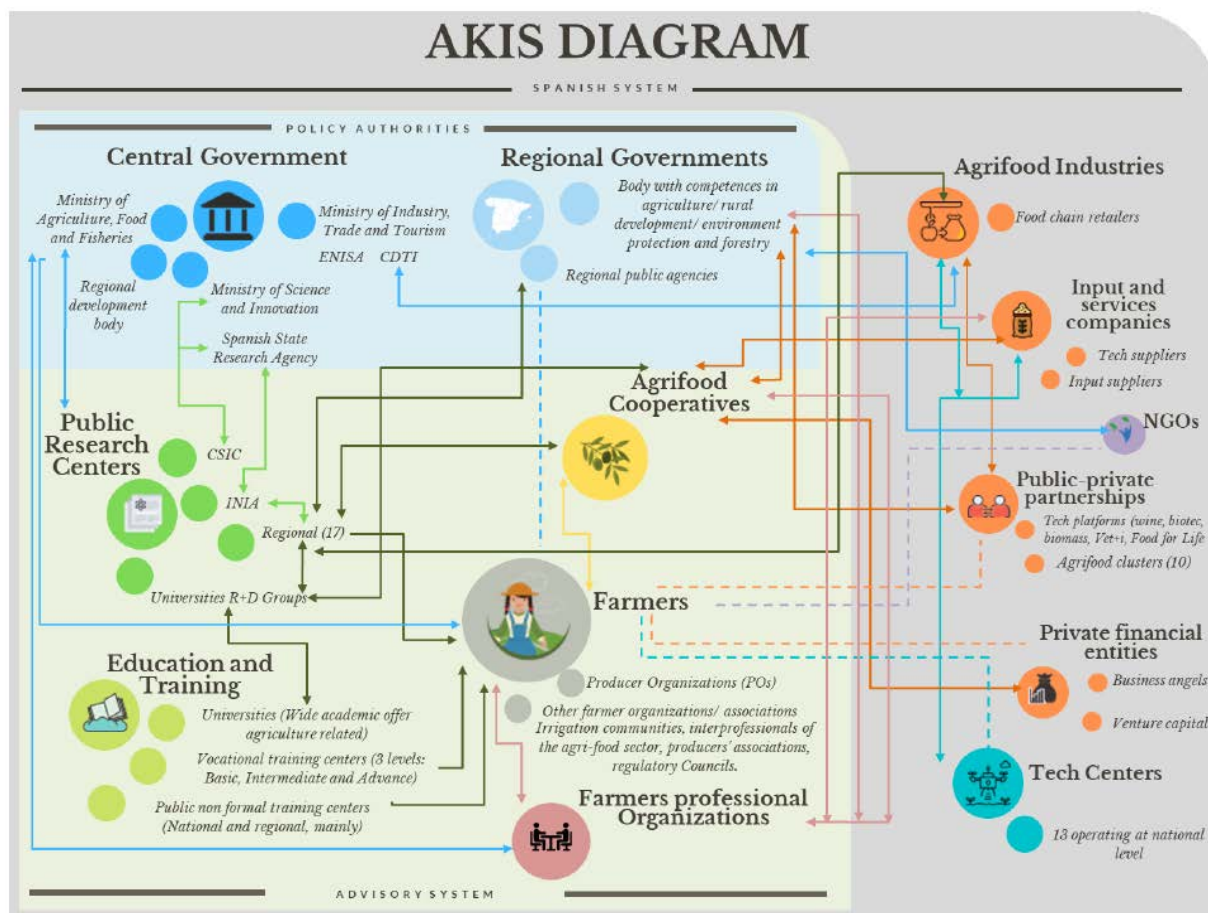 AKIS DIAGRAM
SPANISH SYSTEM
POLICY AUTHORITIES
Central Government
Ministry of
Agriculture, Food
and Fisheries
Ministry of Industry,
Trade and Tourism
ENISA CDTI
Regional
development
body
Ministry of Science
and Innovation
Spanish State
Research Agency
Regional Governments
Body with competences in
agriculture/ rural
development/ environment
protection and forestry
Regional public agencies
Agrifood Industries
Food chain retailers
Input and
services
companies
Tech suppliers
Input suppliers
Agrifood
Cooperatives
NGOs
Public
Research
Centers
CSIC
INIA
Regional (17)
Universities R+D Groups
Public-private
partnerships
Tech platforms (wine, biotec,
biomass, Vet+i, Food for Life
Agrifood clusters (10)
Farmers
Producer Organizations (POs)
Other farmer organizations/ associations
Irrigation communities, interprofessionals of
the agri-food sector, producers' associations,
regulatory Councils.
Private financial
entities
Business angels
Venture capital
Education and
Training
Universities (Wide academic offer
agriculture related)
Vocational training centers (3 levels:
Basic, Intermediate and Advance)
Public non formal training centers
(National and regional, mainly)
Farmers professional
Organizations
Tech Centers
13 operating at national
level
ADVISORY SYSTEM